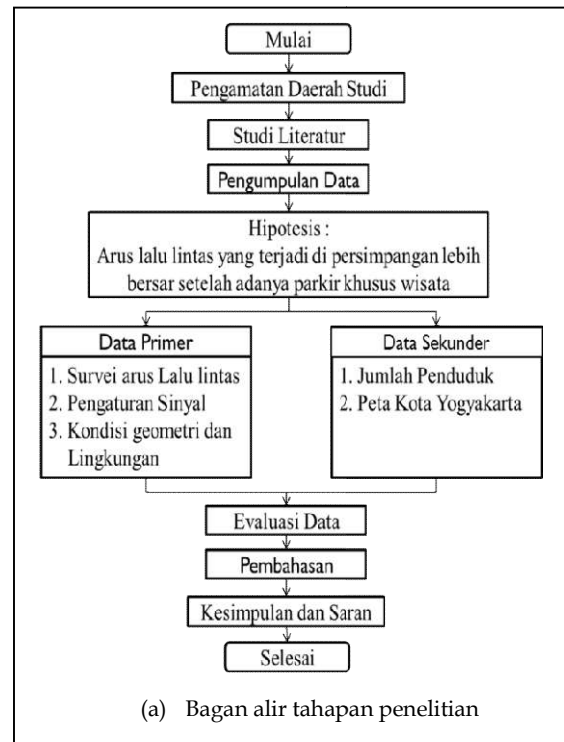 Mulai
Pengamatan Daerah Studi
Studi Literatur
Pengumpulan Data
Hipotesis :
Arus lalu lintas yang terjadi di persimpangan lebih
bersar setelah adanya parkir khusus wisata
Data Primer
1. Survei arus Lalu lintas
2. Pengaturan Sinyal
3. Kondisi geometri dan
Lingkungan
Data Sekunder
1. Jumlah Penduduk
2. Peta Kota Yogyakarta
Evaluasi Data
Pembahasan
Kesimpulan dan Saran
Selesai
(a) Bagan alir tahapan penelitian